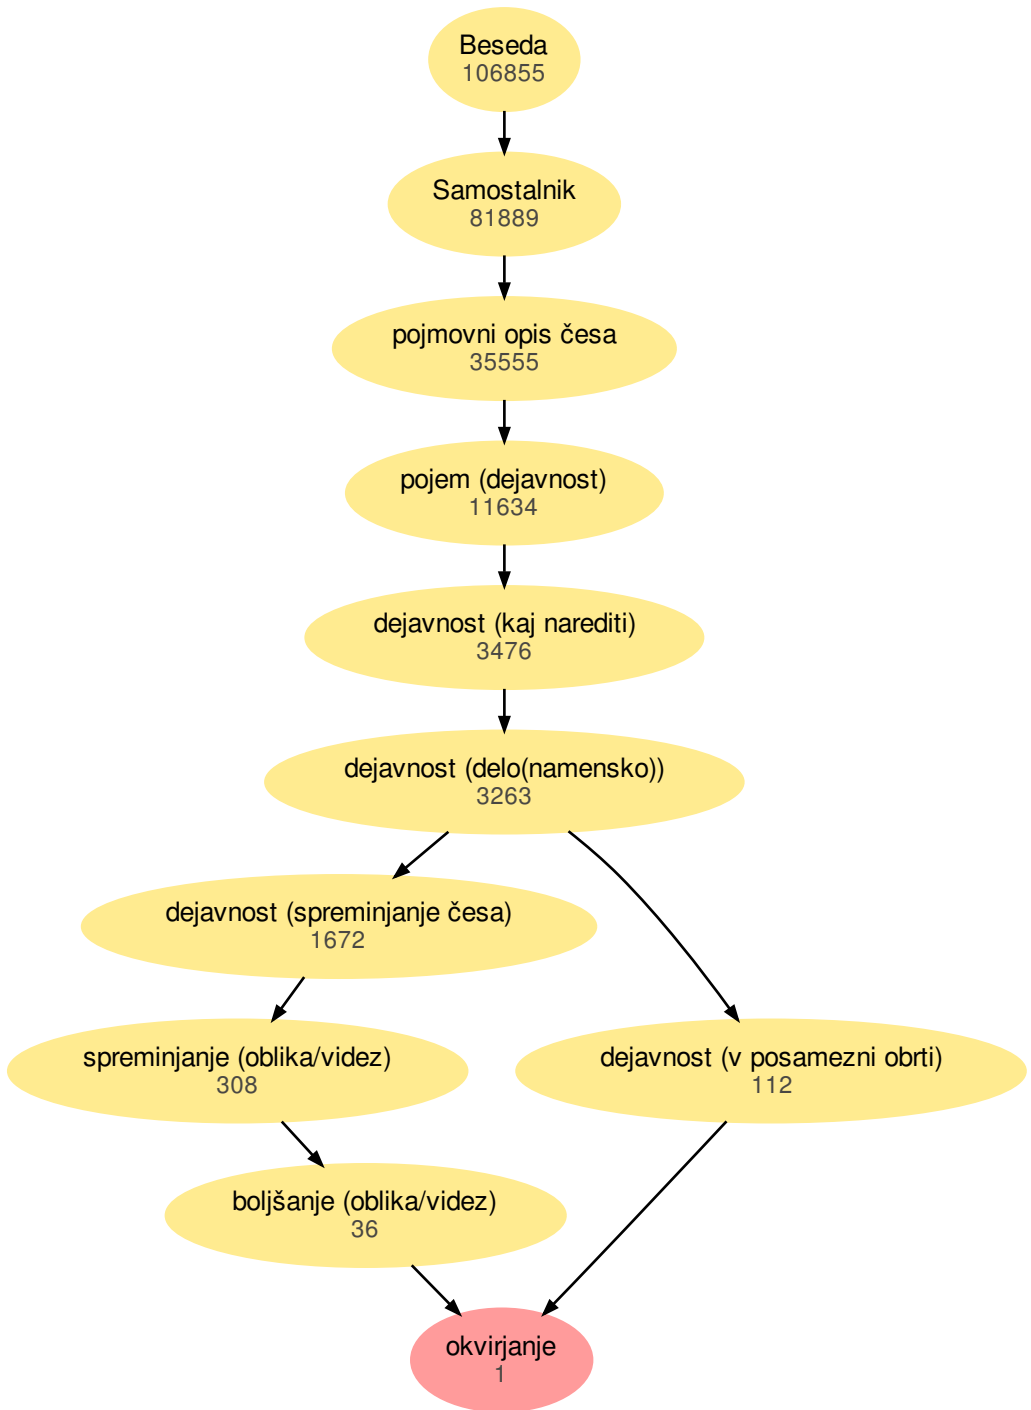 Beseda
106855
Samostalnik
81889
pojmovni opis česa
35555
pojem (dejavnost)
11634
dejavnost (kaj narediti)
3476
dejavnost (delo(namensko))
3263
dejavnost (spreminjanje česa)
1672
spreminjanje (oblika/videz)
308
dejavnost (v posamezni obrti)
112
boljšanje (oblika/videz)
36
okvirjanje
1